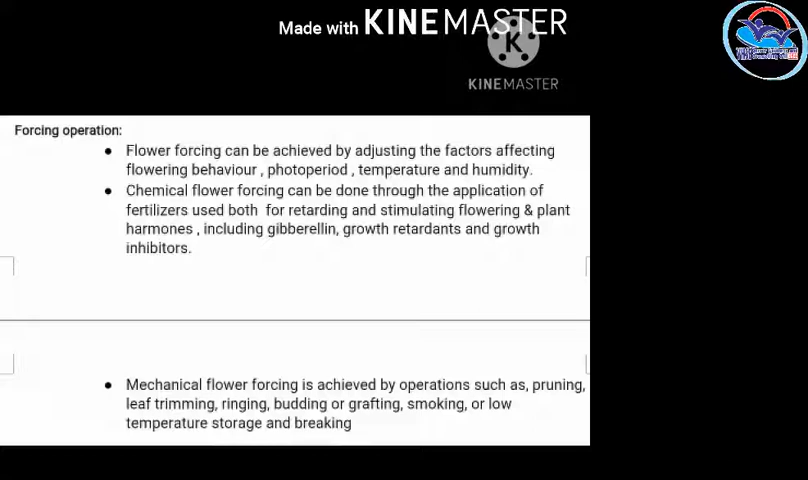 Made with KINEMASTER
KINEMASTER
Forcing operation:
● Flower forcing can be achieved by adjusting the factors affecting
flowering behaviour , photoperiod , temperature and humidity.
● Chemical flower forcing can be done through the application of
fertilizers used both for retarding and stimulating flowering & plant
harmones , including gibberellin, growth retardants and growth
inhibitors.
● Mechanical flower forcing is achieved by operations such as, pruning,
leaf trimming, ringing, budding or grafting, smoking, or low
temperature storage and breaking